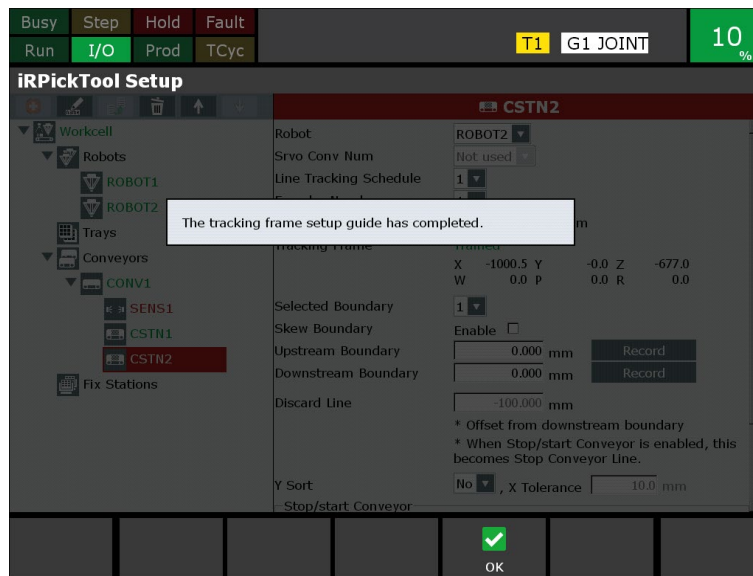 Busy Step Hold Fault
Run I/O Prod TCyc
T1 G1 JOINT
10 %
iRPickTool Setup
CSTN2
Workcell
Robots
ROBOT1
ROBOT2
Trays
Conveyors
CONV1
SENS1
CSTN1
CSTN2
Fix Stations
Robot ROBOT2
Srvo Conv Num Not used
Line Tracking Schedule 1
The tracking frame setup guide has completed.
m
Tracking Frame Trained
X -1000.5 Y -0.0 Z -677.0
W 0.0 P 0.0 R 0.0
Selected Boundary 1
Skew Boundary Enable
Upstream Boundary 0.000 mm Record
Downstream Boundary 0.000 mm Record
Discard Line -100.000 mm
* Offset from downstream boundary
* When Stop/start Conveyor is enabled, this
becomes Stop Conveyor Line.
Y Sort No , X Tolerance 10.0 mm
Stop/start Conveyor
OK